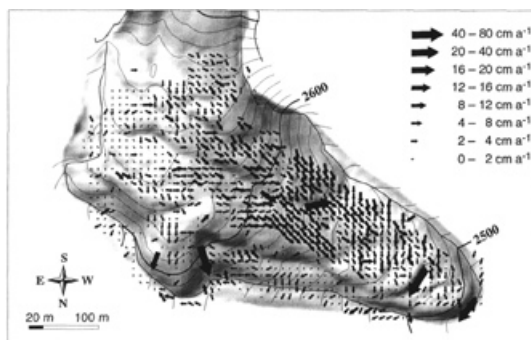 40 – 80 cm a⁻¹
20 – 40 cm a⁻¹
16 – 20 cm a⁻¹
12 – 16 cm a⁻¹
8 – 12 cm a⁻¹
4 – 8 cm a⁻¹
2 – 4 cm a⁻¹
0 – 2 cm a⁻¹
2600
2500
S
E W
N
20 m 100 m